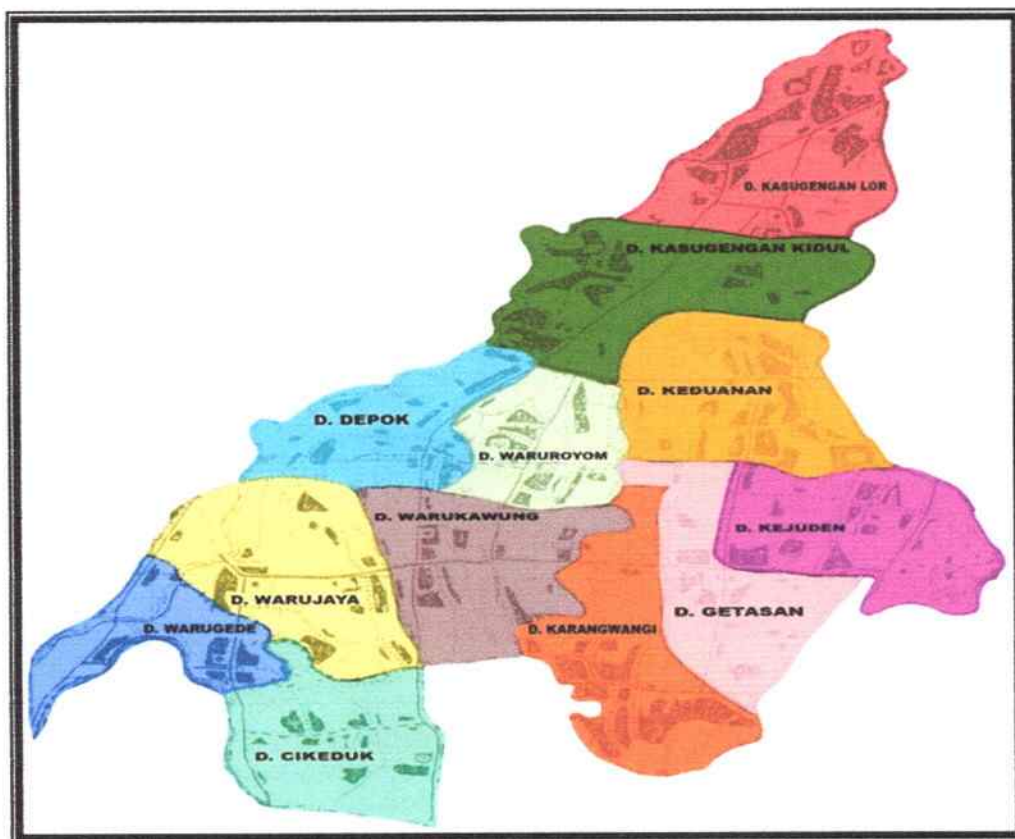 D. KASUGENGAN LOR
D. KASUGENGAN KIDUL
D. KEDUANAN
D. DEPOK
D. WARUROYOM
D. WARUKAWUNG
D. KEJUDEN
D. WARUJAYA
D. GETASAN
D. WARUGEDE
D. KARANGWANGI
D. CIKEDUK